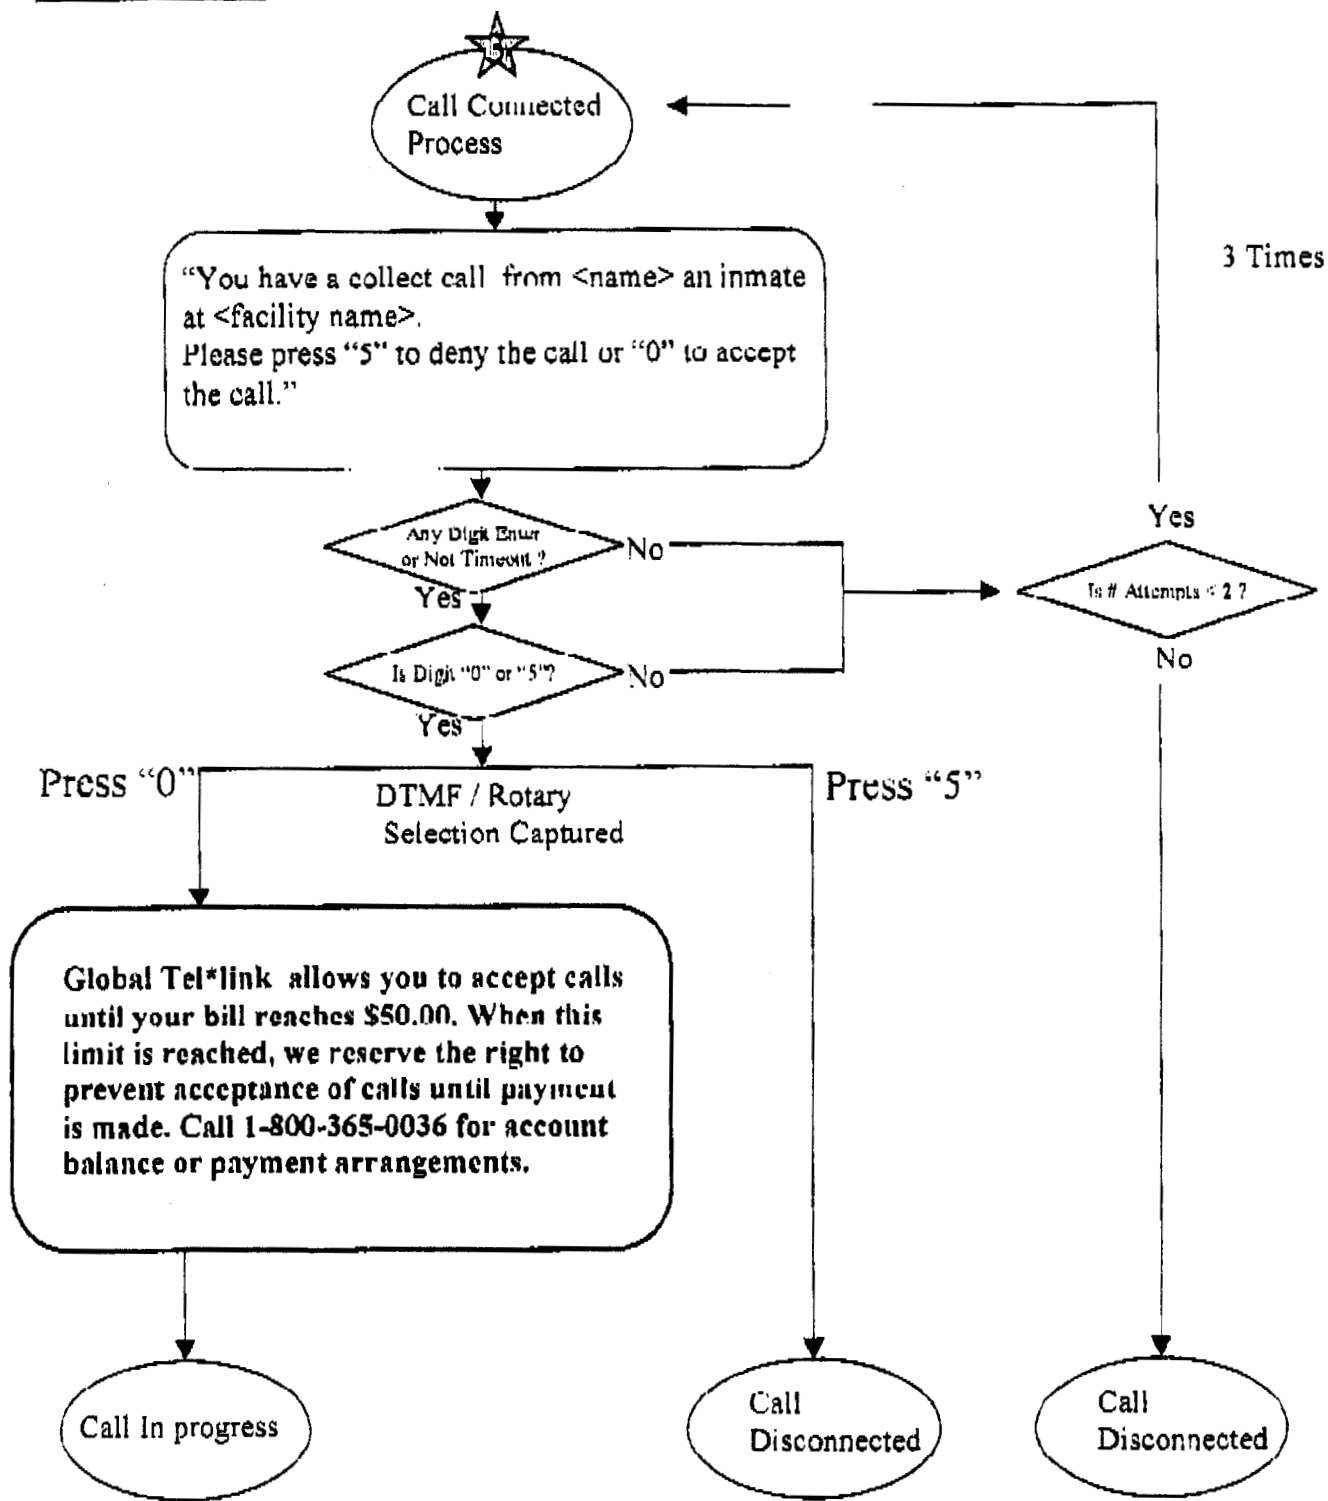 Call Connected
Process
3 Times
“You have a collect call from <name> an inmate
at <facility name>.
Please press “5” to deny the call or “0” to accept
the call.”
Any Digit Enter
or Not Timeout ?
No
Yes
Yes
Is # Attempts < 2 ?
No
Is Digit “0” or “5”?
No
Yes
Press “0”
DTMF / Rotary
Selection Captured
Press “5”
Global Tel*link allows you to accept calls
until your bill reaches $50.00. When this
limit is reached, we reserve the right to
prevent acceptance of calls until payment
is made. Call 1-800-365-0036 for account
balance or payment arrangements.
Call In progress
Call
Disconnected
Call
Disconnected